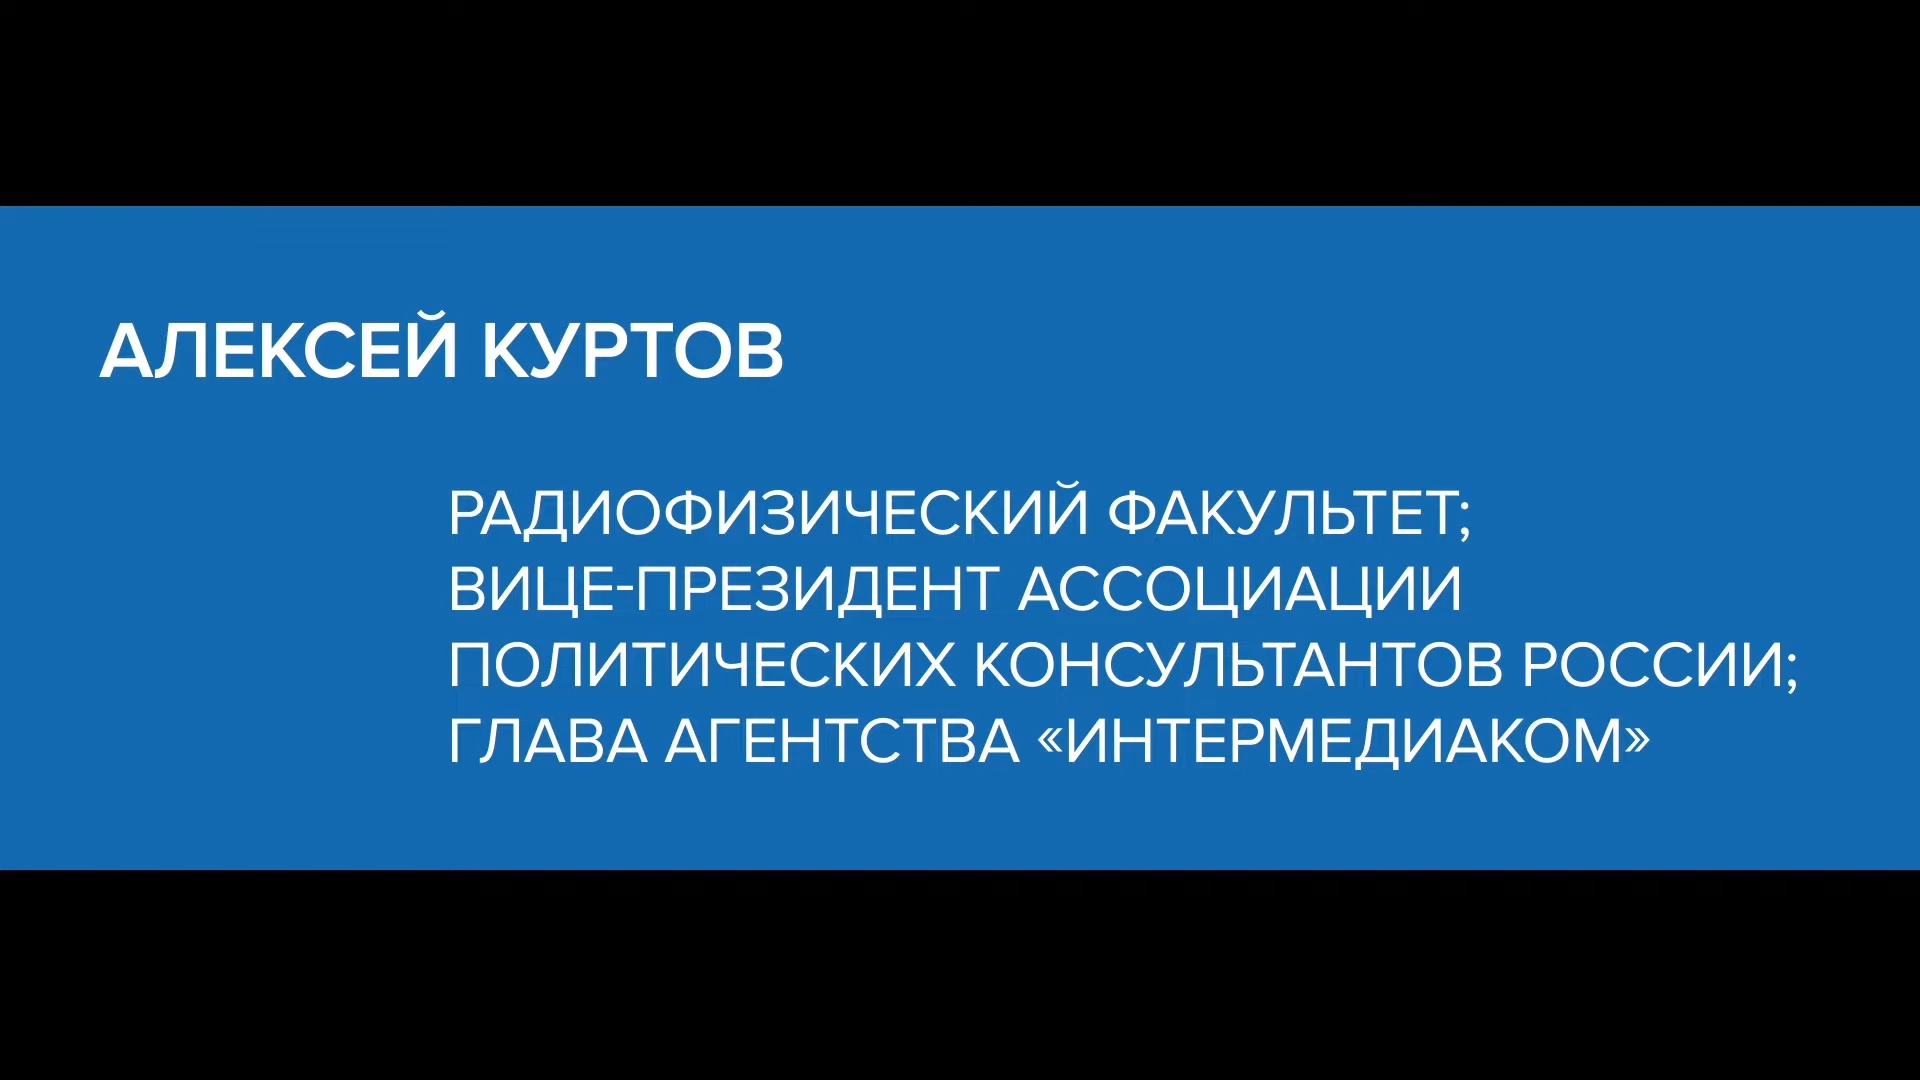 АЛЕКСЕЙ КУРТОВ
РАДИОФИЗИЧЕСКИЙ ФАКУЛЬТЕТ;
ВИЦЕ-ПРЕЗИДЕНТ АССОЦИАЦИИ
ПОЛИТИЧЕСКИХ КОНСУЛЬТАНТОВ РОССИИ;
ГЛАВА АГЕНТСТВА «ИНТЕРМЕДИАКОМ»